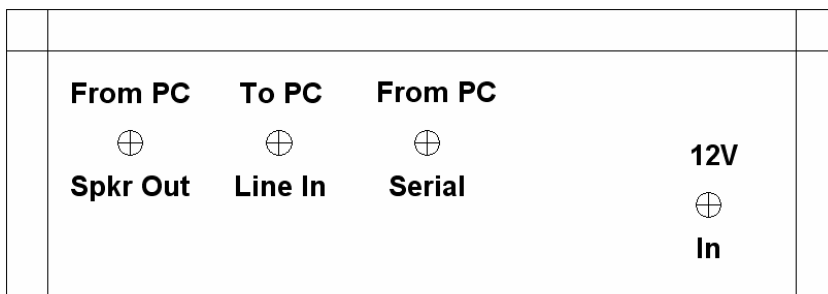 From PC To PC From PC
12V
Spkr Out Line In Serial
In